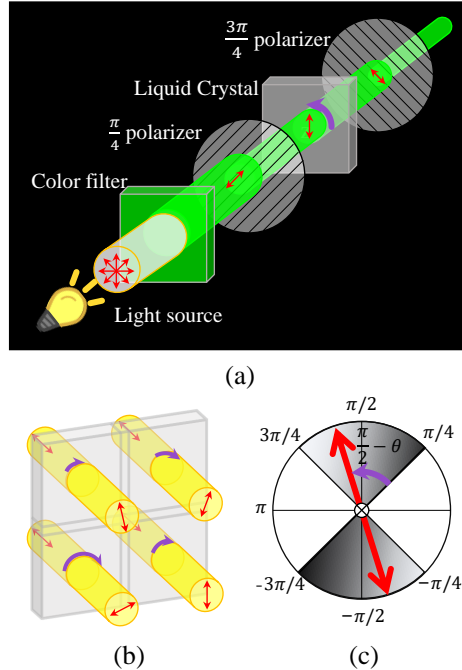 3π/4 polarizer
Liquid Crystal
π/4 polarizer
Color filter
Light source
(a)
π/2
3π/4
π/2 − θ
π/4
π
-3π/4
−π/4
−π/2
(b)
(c)